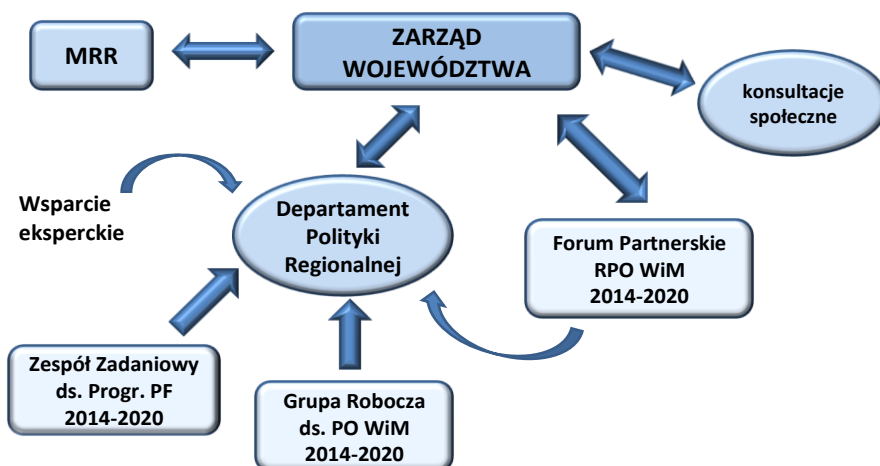 MRR
ZARZĄD
WOJEWÓDZTWA
konsultacje
społeczne
Wsparcie
eksperckie
Departament
Polityki
Regionalnej
Forum Partnerskie
RPO WiM
2014-2020
Zespół Zadaniowy
ds. Progr. PF
2014-2020
Grupa Robocza
ds. PO WiM
2014-2020